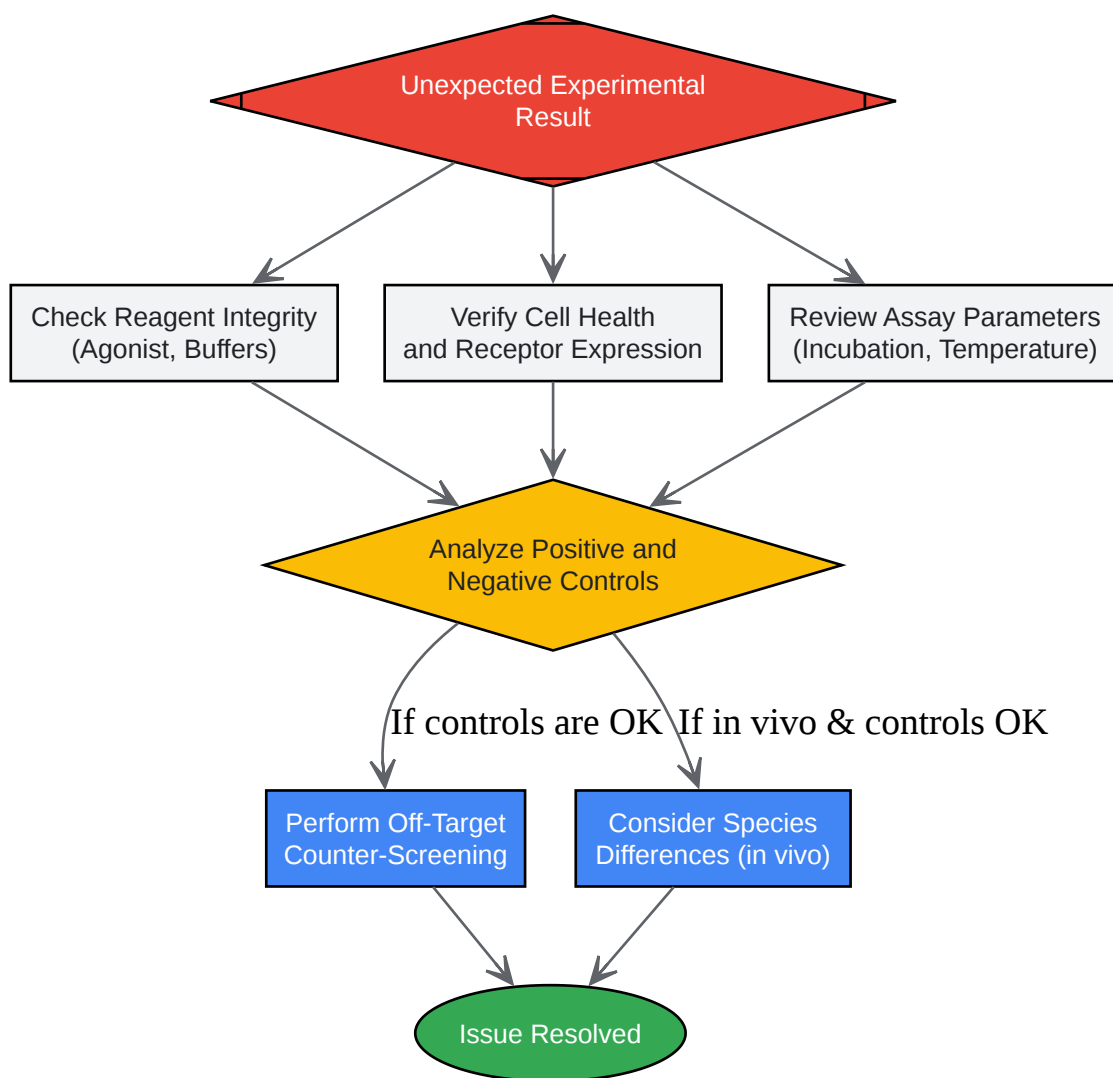 Unexpected Experimental
Result
Check Reagent Integrity
(Agonist, Buffers)
Verify Cell Health
and Receptor Expression
Review Assay Parameters
(Incubation, Temperature)
Analyze Positive and
Negative Controls
If controls are OK
If in vivo & controls OK
Perform Off-Target
Counter-Screening
Consider Species
Differences (in vivo)
Issue Resolved